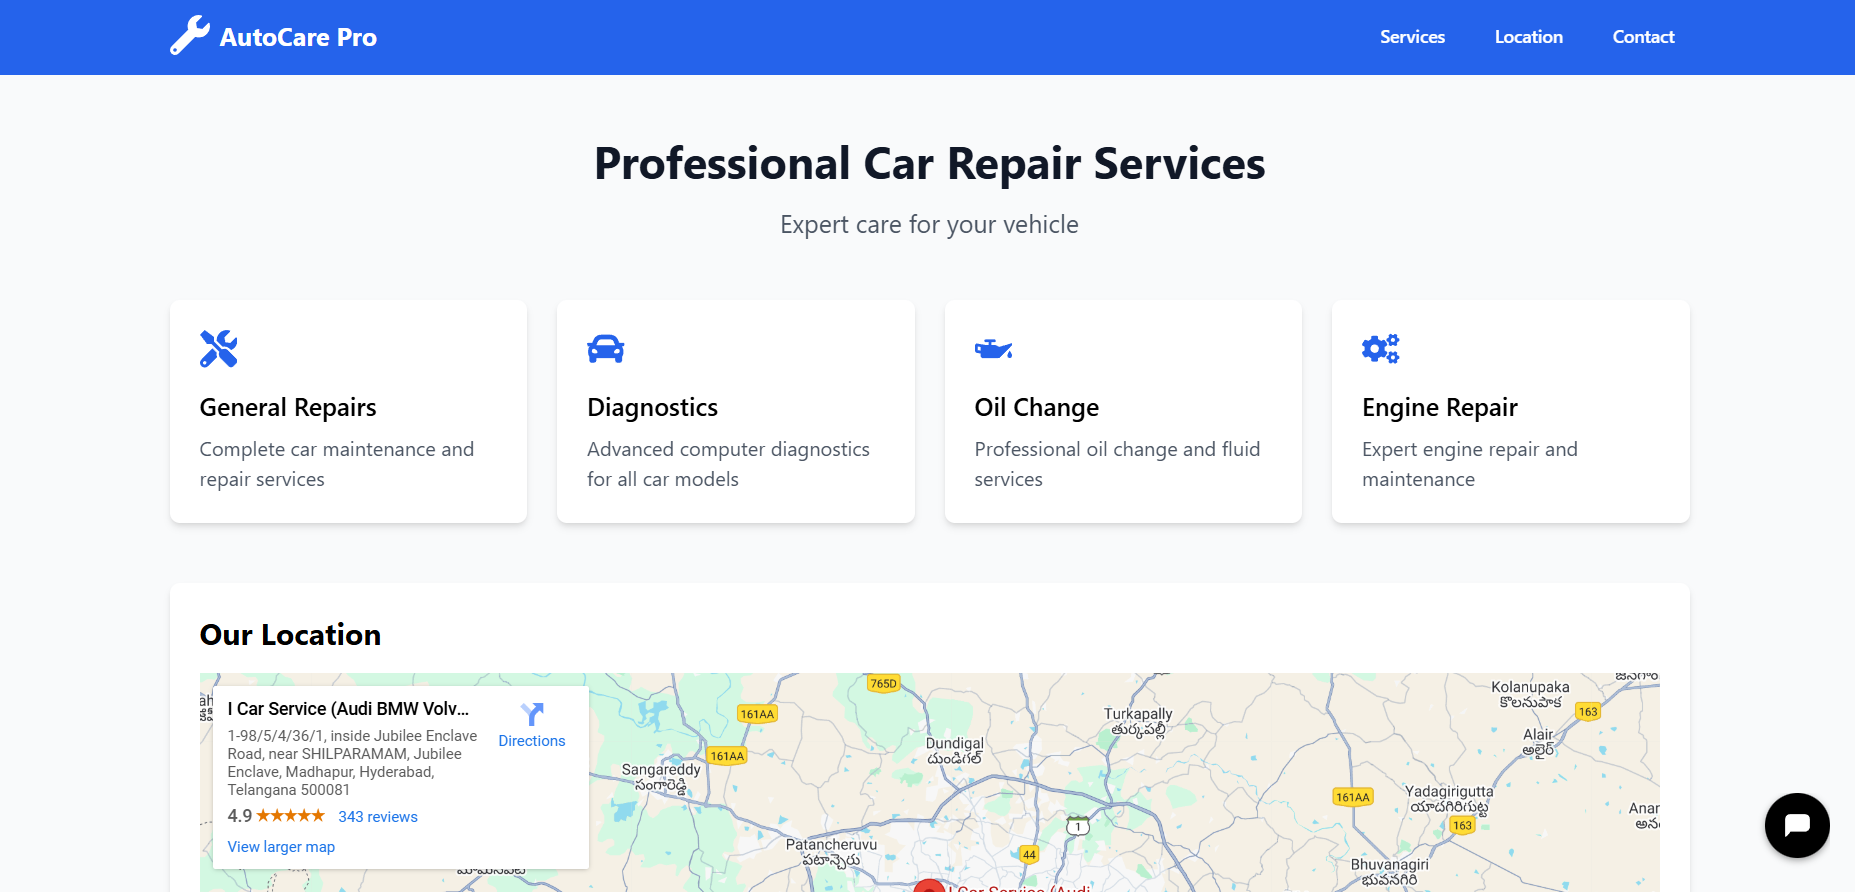 AutoCare Pro
Services
Location
Contact
Professional Car Repair Services
Expert care for your vehicle
General Repairs
Complete car maintenance and
repair services
Diagnostics
Advanced computer diagnostics
for all car models
Oil Change
Professional oil change and fluid
services
Engine Repair
Expert engine repair and
maintenance
Our Location
I Car Service (Audi BMW Volv...
1-98/5/4/36/1, inside Jubilee Enclave
Road, near SHILPARAMAM, Jubilee
Enclave, Madhapur, Hyderabad,
Telangana 500081
4.9
343 reviews
View larger map
Directions
765D
161AA
161AA
Sangareddy
సంగారెడ్డి
Dundigal
దుండిగల్
Turkapally
తుర్కపల్లి
Kolanupaka
కొలనుపాక
163
Alair
ఆలేర్
161AA
Yadagirigutta
యాదగిరిగుట్ట
163
1
44
Patancheruvu
పటాన్చెరువు
Bhuvanagiri
భువనగిరి
I Car Service (Audi